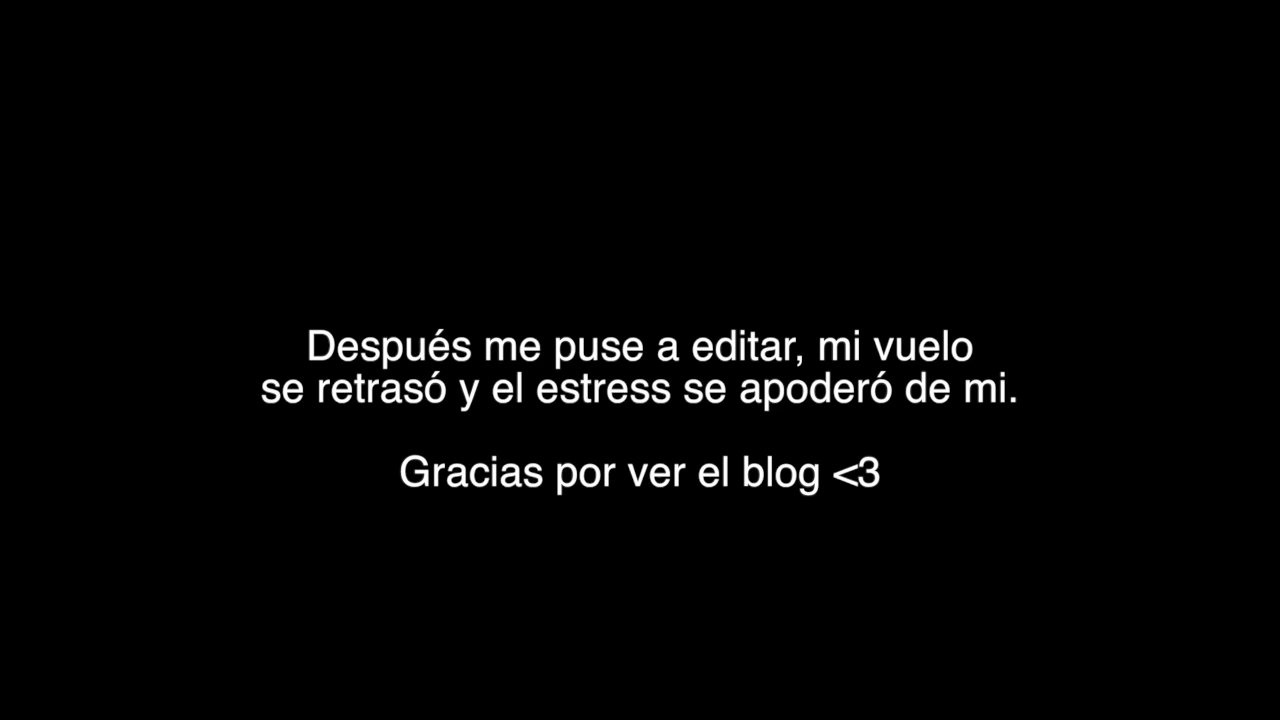 Después me puse a editar, mi vuelo
se retrasó y el estress se apoderó de mi.
Gracias por ver el blog <3